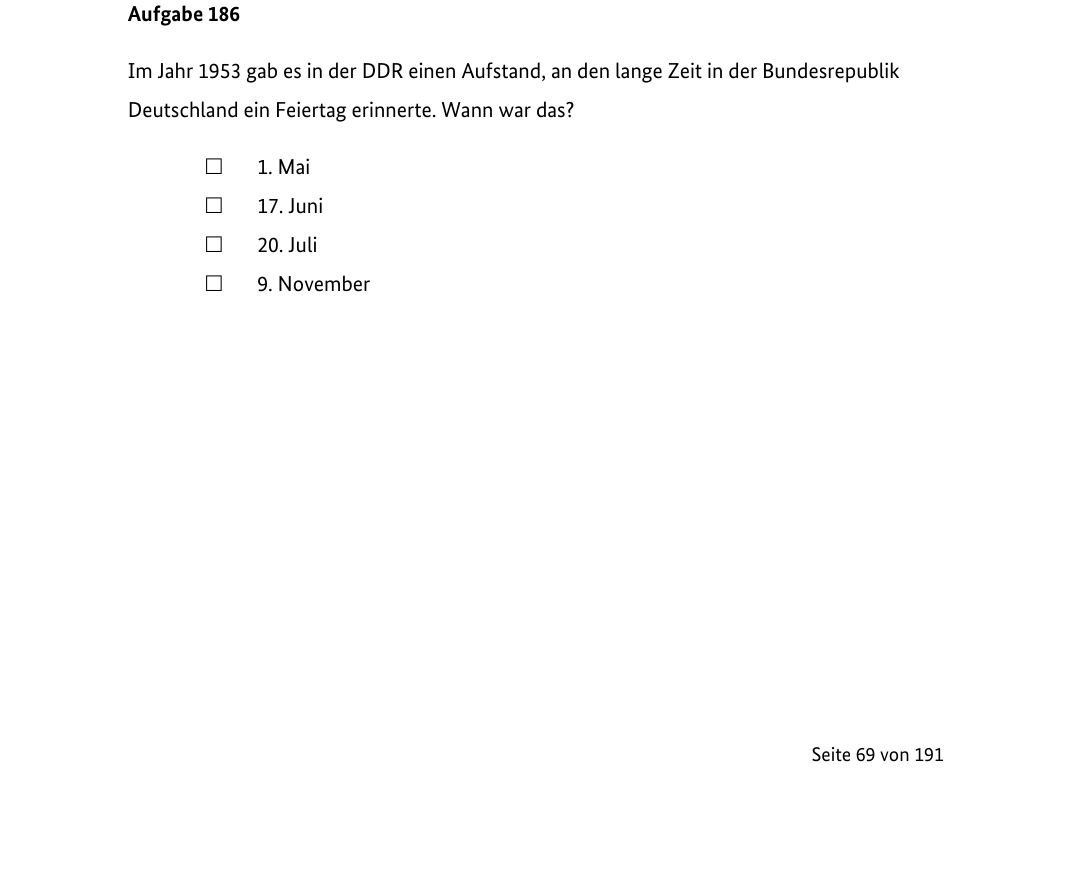 Aufgabe 186
Im Jahr 1953 gab es in der DDR einen Aufstand, an den lange Zeit in der Bundesrepublik
Deutschland ein Feiertag erinnerte. Wann war das?
☐ 1. Mai
☐ 17. Juni
☐ 20. Juli
☐ 9. November
Seite 69 von 191